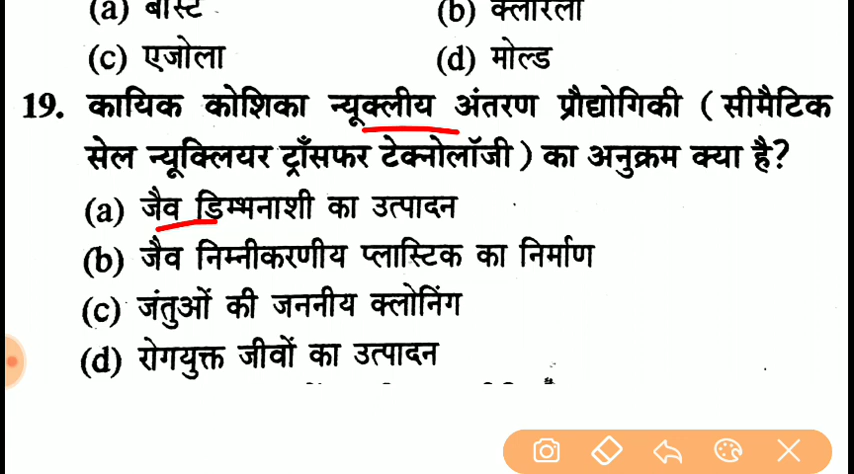 (a) बास्ट (b) क्लोरेला
(c) एजोला (d) मोल्ड
19. कायिक कोशिका न्यूक्लीय अंतरण प्रौद्योगिकी ( सीमैटिक
सेल न्यूक्लियर ट्राँसफर टेक्नोलॉजी ) का अनुक्रम क्या है?
(a) जैव डिम्भनाशी का उत्पादन
(b) जैव निम्नीकरणीय प्लास्टिक का निर्माण
(c) जंतुओं की जननीय क्लोनिंग
(d) रोगयुक्त जीवों का उत्पादन